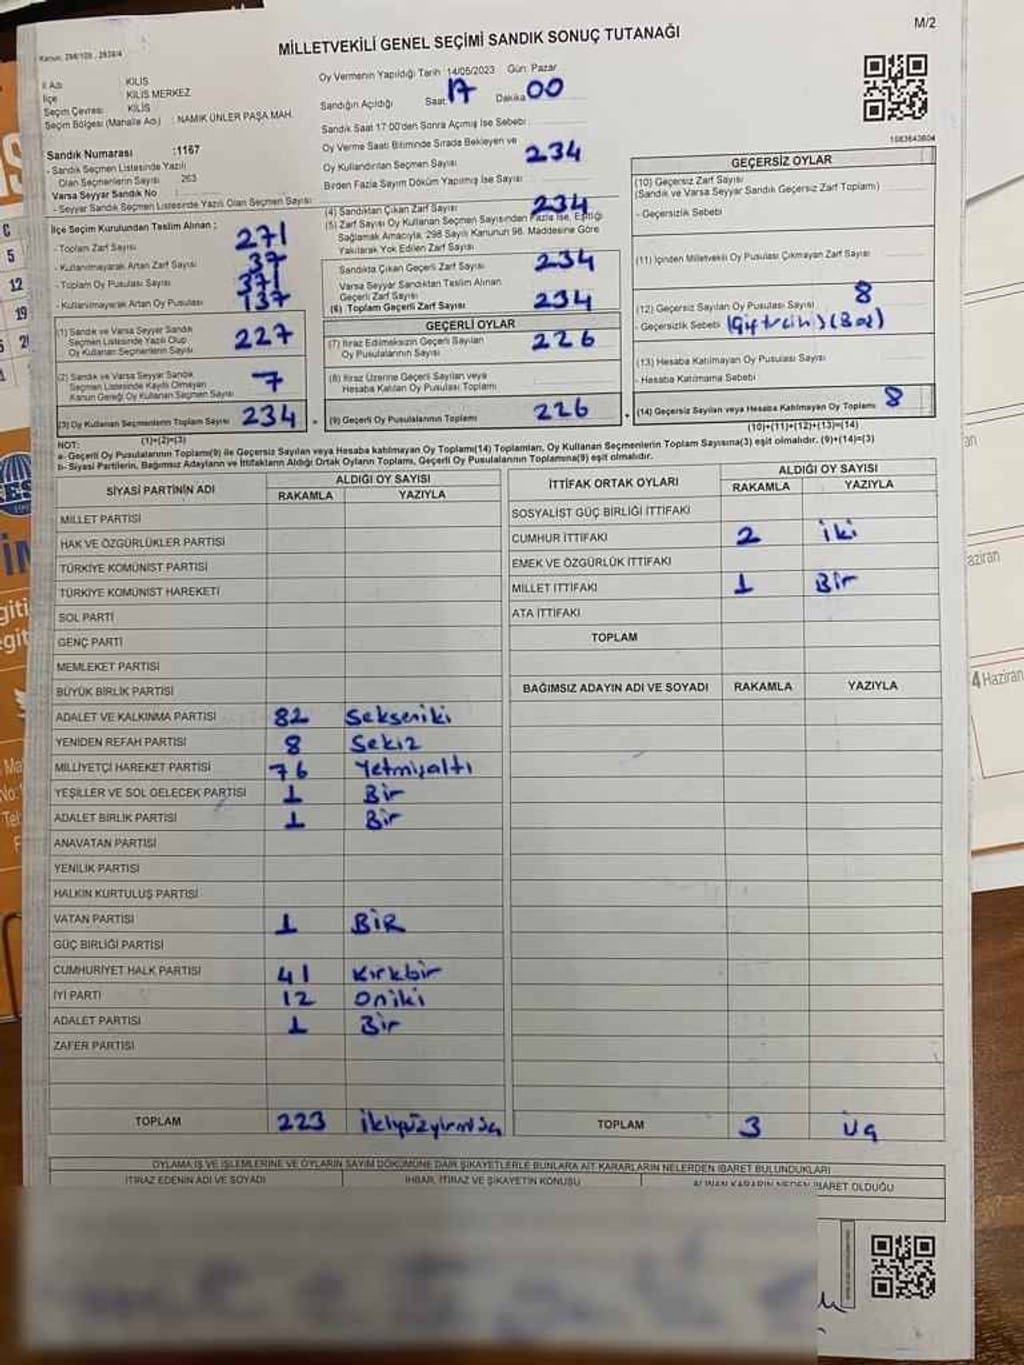 M/2
Kanun: 298/105 , 2839/4
MİLLETVEKİLİ GENEL SEÇİMİ SANDIK SONUÇ TUTANAĞI
İl Adı : KİLİS
İlçe : KİLİS MERKEZ
Seçim Çevresi : KİLİS
Seçim Bölgesi (Mahalle Adı) : NAMIK ÜNLER PAŞA MAH.
Sandık Numarası :1167
- Sandık Seçmen Listesinde Yazılı
Olan Seçmenlerin Sayısı 263
Varsa Seyyar Sandık No :
- Seyyar Sandık Seçmen Listesinde Yazılı Olan Seçmen Sayısı
Oy Vermenin Yapıldığı Tarih :14/05/2023 Gün: Pazar
Sandığın Açıldığı Saat 17 Dakika 00
Sandık Saat 17:00'den Sonra Açılmış İse Sebebi :
Oy Verme Saati Bitiminde Sırada Bekleyen ve
Oy Kullandırılan Seçmen Sayısı 234
Birden Fazla Sayım Döküm Yapılmış İse Sayısı :
1083643604
İlçe Seçim Kurulundan Teslim Alınan :
- Toplam Zarf Sayısı 271
- Kullanılmayarak Artan Zarf Sayısı 37
- Toplam Oy Pusulası Sayısı 371
- Kullanılmayarak Artan Oy Pusulası 137
(1) Sandık ve Varsa Seyyar Sandık
Seçmen Listesinde Yazılı Olup
Oy Kullanan Seçmenlerin Sayısı 227
(2) Sandık ve Varsa Seyyar Sandık
Seçmen Listesinde Kayıtlı Olmayan
Kanun Gereği Oy Kullanan Seçmen Sayısı 7
(3) Oy Kullanan Seçmenlerin Toplam Sayısı 234
(1)+(2)=(3)
(4) Sandıktan Çıkan Zarf Sayısı 234
(5) Zarf Sayısı Oy Kullanan Seçmen Sayısından Fazla İse, Eşitliği
Sağlamak Amacıyla, 298 Sayılı Kanunun 98. Maddesine Göre
Yakılarak Yok Edilen Zarf Sayısı
Sandıkta Çıkan Geçerli Zarf Sayısı 234
Varsa Seyyar Sandıktan Teslim Alınan
Geçerli Zarf Sayısı
(6) Toplam Geçerli Zarf Sayısı 234
GEÇERLİ OYLAR
(7) İtiraz Edilmeksizin Geçerli Sayılan
Oy Pusulalarının Sayısı 226
(8) İtiraz Üzerine Geçerli Sayılan veya
Hesaba Katılan Oy Pusulası Toplamı
(9) Geçerli Oy Pusulalarının Toplamı 226
GEÇERSİZ OYLAR
(10) Geçersiz Zarf Sayısı
(Sandık ve Varsa Seyyar Sandık Geçersiz Zarf Toplamı)
- Geçersizlik Sebebi
(11) İçinden Milletvekili Oy Pusulası Çıkmayan Zarf Sayısı
(12) Geçersiz Sayılan Oy Pusulası Sayısı 8
- Geçersizlik Sebebi
(13) Hesaba Katılmayan Oy Pusulası Sayısı
- Hesaba Katılmama Sebebi
(14) Geçersiz Sayılan veya Hesaba Katılmayan Oy Toplamı 8
(10)+(11)+(12)+(13)=(14)
NOT:
a- Geçerli Oy Pusulalarının Toplamı(9) ile Geçersiz Sayılan veya Hesaba katılmayan Oy Toplamı(14) Toplamları, Oy Kullanan Seçmenlerin Toplam Sayısına(3) eşit olmalıdır. (9)+(14)=(3)
b- Siyasi Partilerin, Bağımsız Adayların ve İttifakların Aldığı Ortak Oyların Toplamı, Geçerli Oy Pusulalarının Toplamına(9) eşit olmalıdır.
SİYASİ PARTİNİN ADI ALDIĞI OY SAYISI
RAKAMLA YAZIYLA
MİLLET PARTİSİ
HAK VE ÖZGÜRLÜKLER PARTİSİ
TÜRKİYE KOMÜNİST PARTİSİ
TÜRKİYE KOMÜNİST HAREKETİ
SOL PARTİ
GENÇ PARTİ
MEMLEKET PARTİSİ
BÜYÜK BİRLİK PARTİSİ
ADALET VE KALKINMA PARTİSİ 82 Sekseniki
YENİDEN REFAH PARTİSİ 8 Sekiz
MİLLİYETÇİ HAREKET PARTİSİ 76 Yetmişaltı
YEŞİLLER VE SOL GELECEK PARTİSİ 1 Bir
ADALET BİRLİK PARTİSİ 1 Bir
ANAVATAN PARTİSİ
YENİLİK PARTİSİ
HALKIN KURTULUŞ PARTİSİ
VATAN PARTİSİ 1 BİR
GÜÇ BİRLİĞİ PARTİSİ
CUMHURİYET HALK PARTİSİ 41 Kırkbir
İYİ PARTİ 12 Oniki
ADALET PARTİSİ 1 Bir
ZAFER PARTİSİ
TOPLAM 223 ikiyüzyirmiüç
İTTİFAK ORTAK OYLARI ALDIĞI OY SAYISI
RAKAMLA YAZIYLA
SOSYALİST GÜÇ BİRLİĞİ İTTİFAKI
CUMHUR İTTİFAKI 2 iki
EMEK VE ÖZGÜRLÜK İTTİFAKI
MİLLET İTTİFAKI 1 Bir
ATA İTTİFAKI
TOPLAM
BAĞIMSIZ ADAYIN ADI VE SOYADI RAKAMLA YAZIYLA
TOPLAM 3 üç
OYLAMA İŞ VE İŞLEMLERİNE VE OYLARIN SAYIM DÖKÜMÜNE DAİR ŞİKAYETLERLE BUNLARA AİT KARARLARIN NELERDEN İBARET BULUNDUKLARI
İTİRAZ EDENİN ADI VE SOYADI İHBAR, İTİRAZ VE ŞİKAYETİN KONUSU ALINAN KARARIN NEDEN İBARET OLDUĞU
C
5
12
19
aziran
4 Haziran